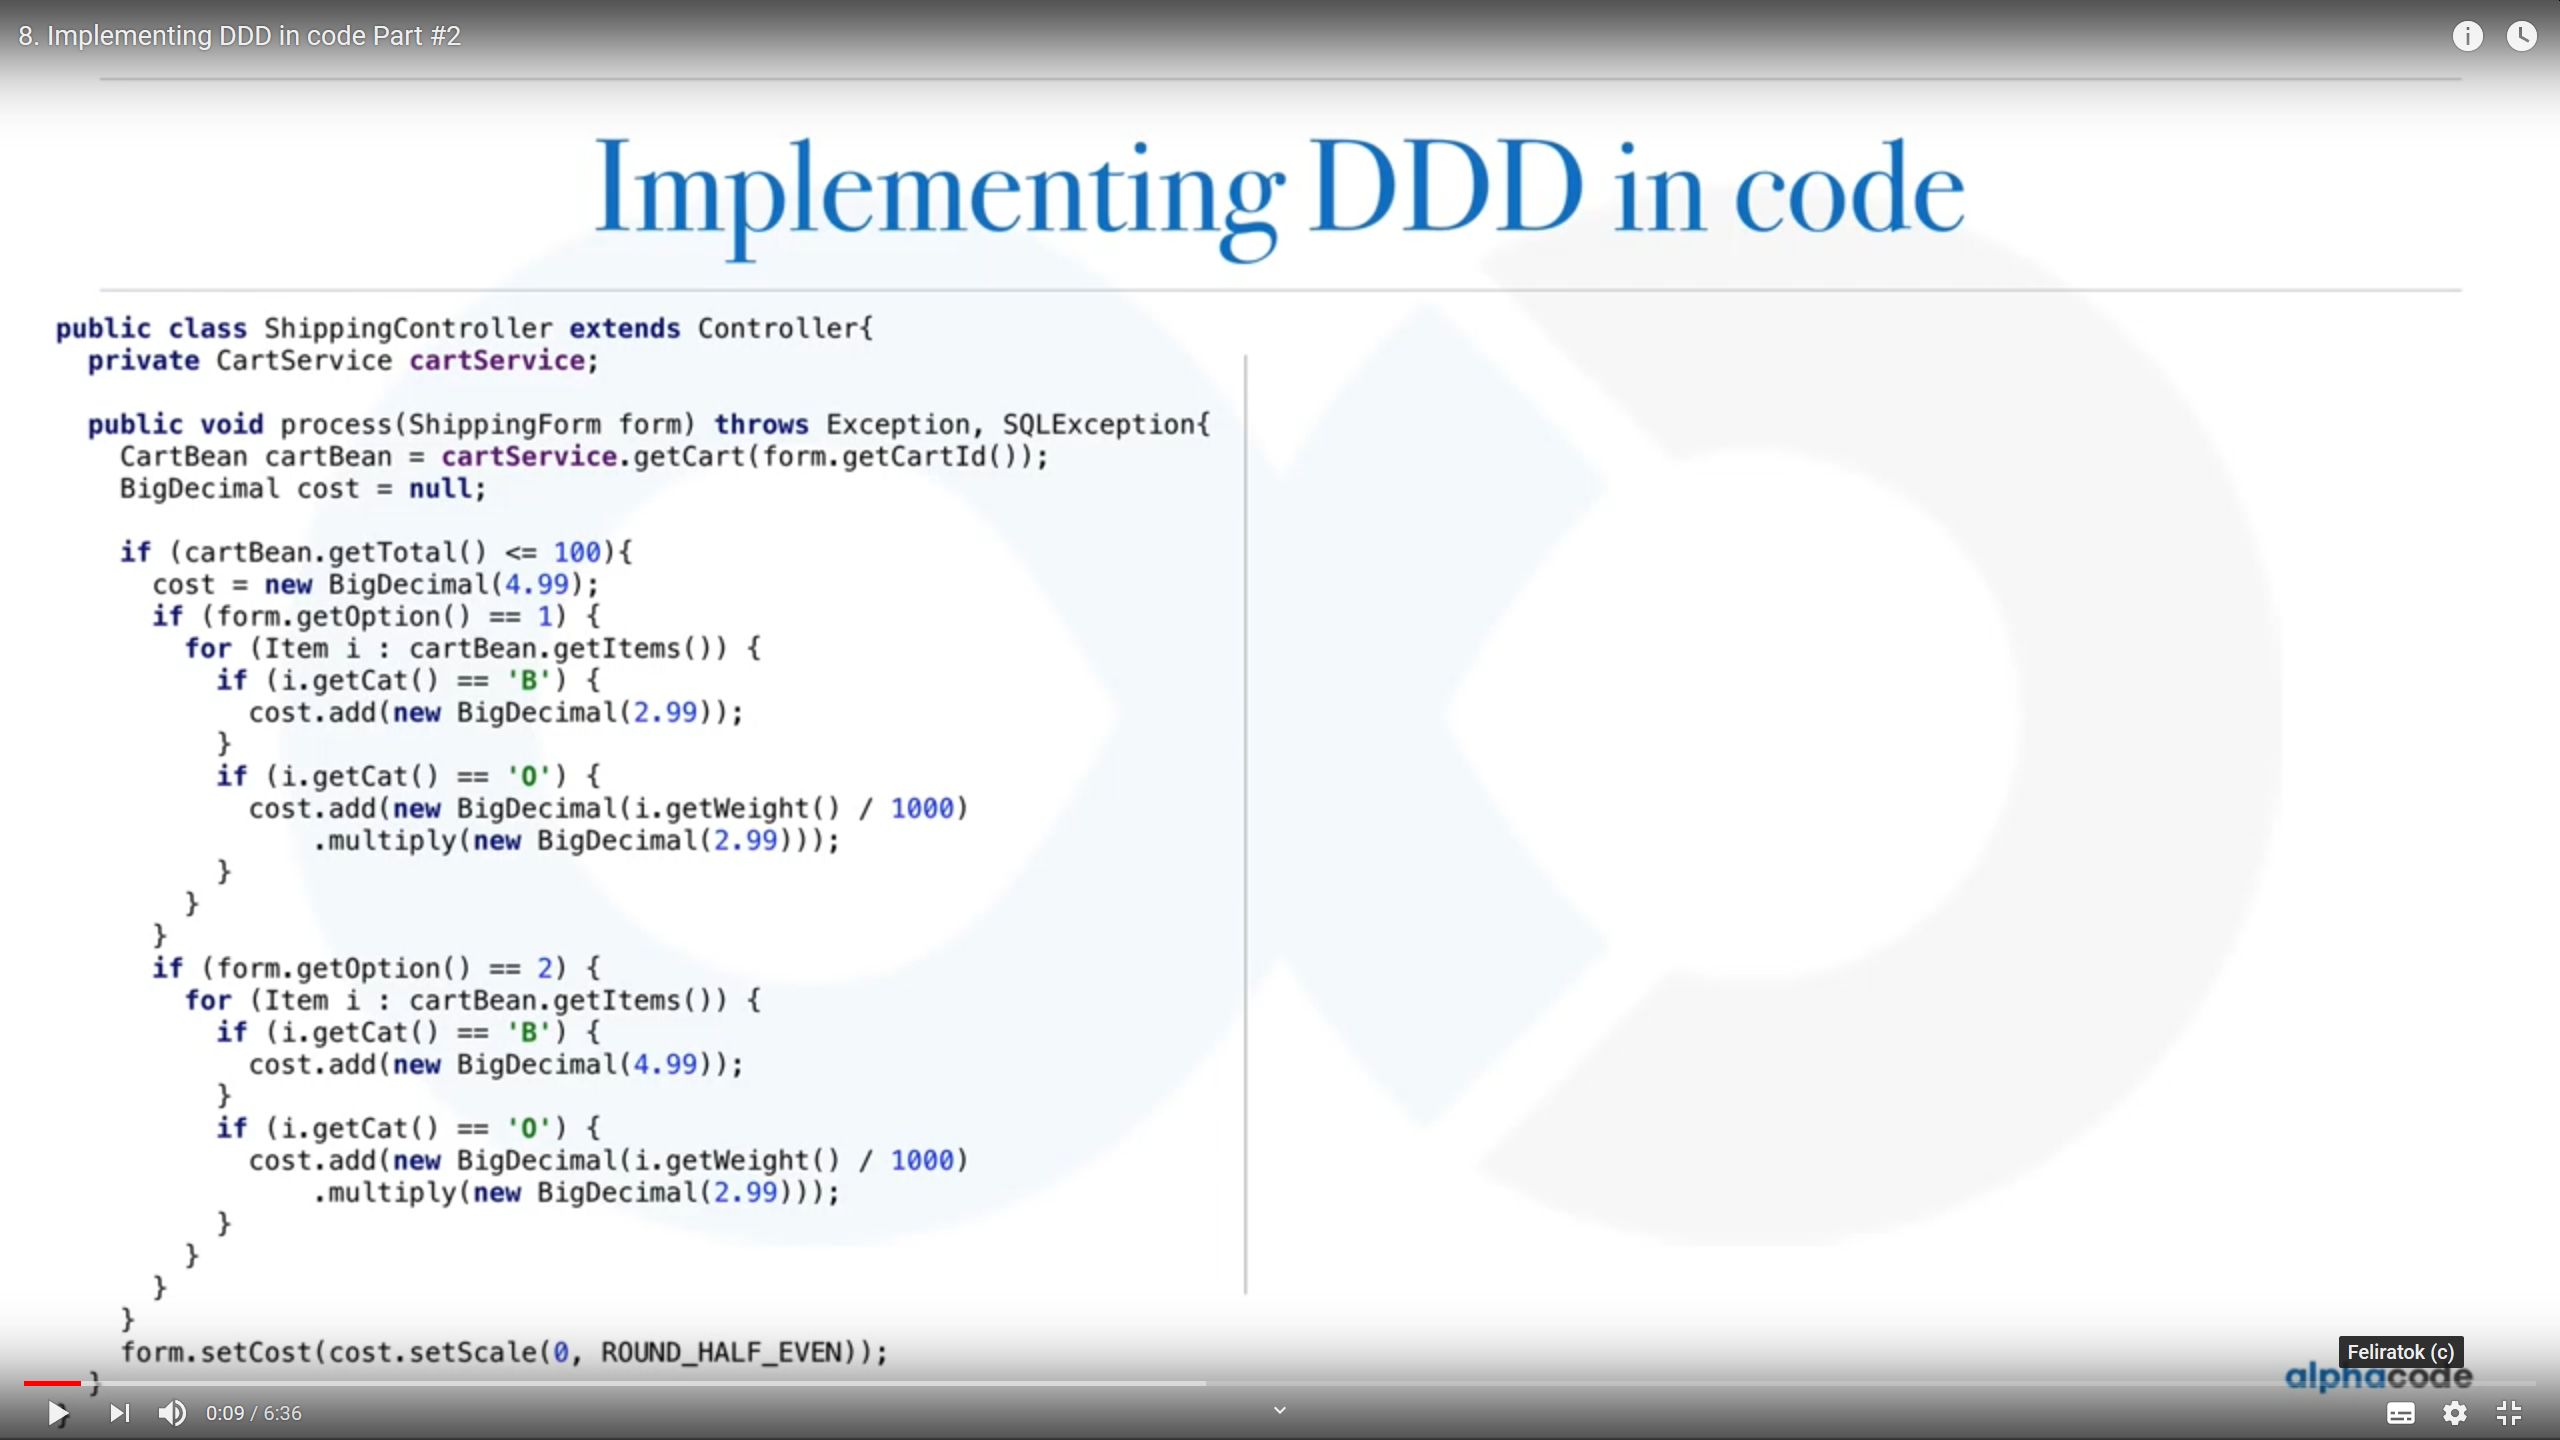 8. Implementing DDD in code Part #2
Implementing DDD in code
public class ShippingController extends Controller{
  private CartService cartService;
  public void process(ShippingForm form) throws Exception, SQLException{
    CartBean cartBean = cartService.getCart(form.getCartId());
    BigDecimal cost = null;
    if (cartBean.getTotal() <= 100){
      cost = new BigDecimal(4.99);
      if (form.getOption() == 1) {
        for (Item i : cartBean.getItems()) {
          if (i.getCat() == 'B') {
            cost.add(new BigDecimal(2.99));
          }
          if (i.getCat() == 'O') {
            cost.add(new BigDecimal(i.getWeight() / 1000)
                .multiply(new BigDecimal(2.99)));
          }
        }
      }
      if (form.getOption() == 2) {
        for (Item i : cartBean.getItems()) {
          if (i.getCat() == 'B') {
            cost.add(new BigDecimal(4.99));
          }
          if (i.getCat() == 'O') {
            cost.add(new BigDecimal(i.getWeight() / 1000)
                .multiply(new BigDecimal(2.99)));
          }
        }
      }
    }
    form.setCost(cost.setScale(0, ROUND_HALF_EVEN));
  }
}
Feliratok (c)
alphacode
0:09 / 6:36